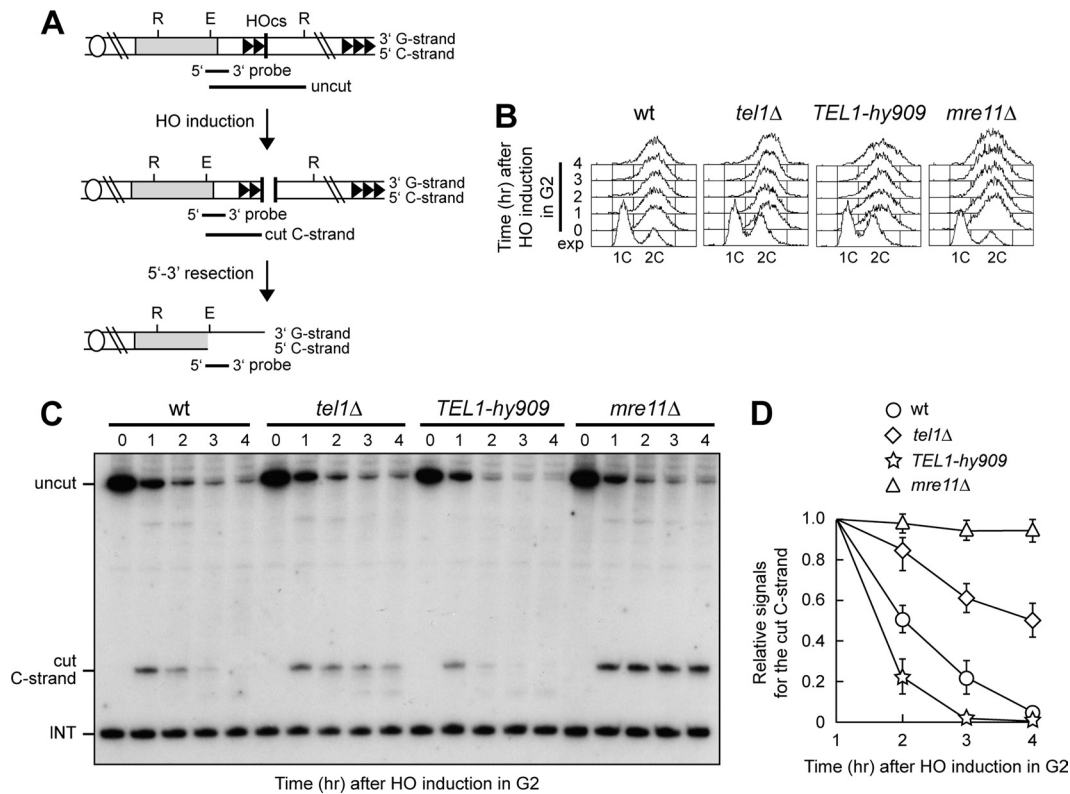 A
R E HOcs R
3‘ G-strand
5‘ C-strand
5‘ 3‘ probe
uncut
HO induction
R E R
3‘ G-strand
5‘ C-strand
5‘ 3‘ probe
cut C-strand
5‘-3’ resection
R E
3‘ G-strand
5‘ C-strand
5‘ 3‘ probe
B
wt tel1Δ TEL1-hy909 mre11Δ
Time (hr) after
HO induction
in G2
4
3
2
1
0
exp
1C 2C 1C 2C 1C 2C 1C 2C
C
wt tel1Δ TEL1-hy909 mre11Δ
0 1 2 3 4 0 1 2 3 4 0 1 2 3 4 0 1 2 3 4
uncut
cut
C-strand
INT
Time (hr) after HO induction in G2
D
wt
tel1Δ
TEL1-hy909
mre11Δ
Relative signals
for the cut C-strand
1.0
0.8
0.6
0.4
0.2
0
1 2 3 4
Time (hr) after HO induction in G2